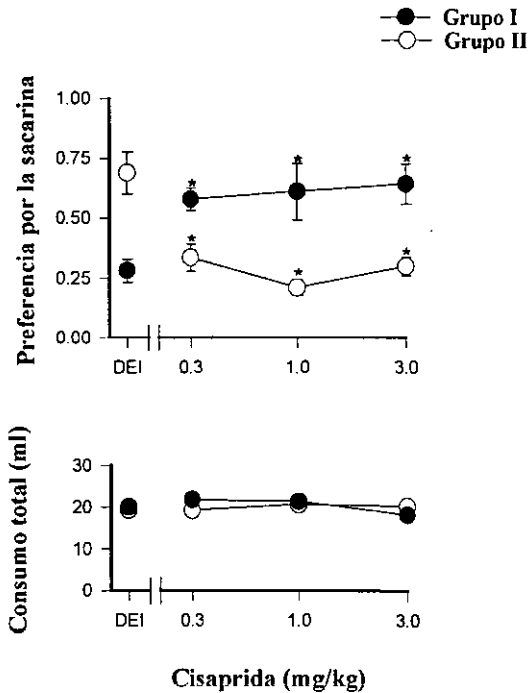 Grupo I
Grupo II
Preferencia por la sacarina
1.00
0.75
0.50
0.25
0.00
* * *
* * *
DEI 0.3 1.0 3.0
Consumo total (ml)
30
20
10
0
DEI 0.3 1.0 3.0
Cisaprida (mg/kg)